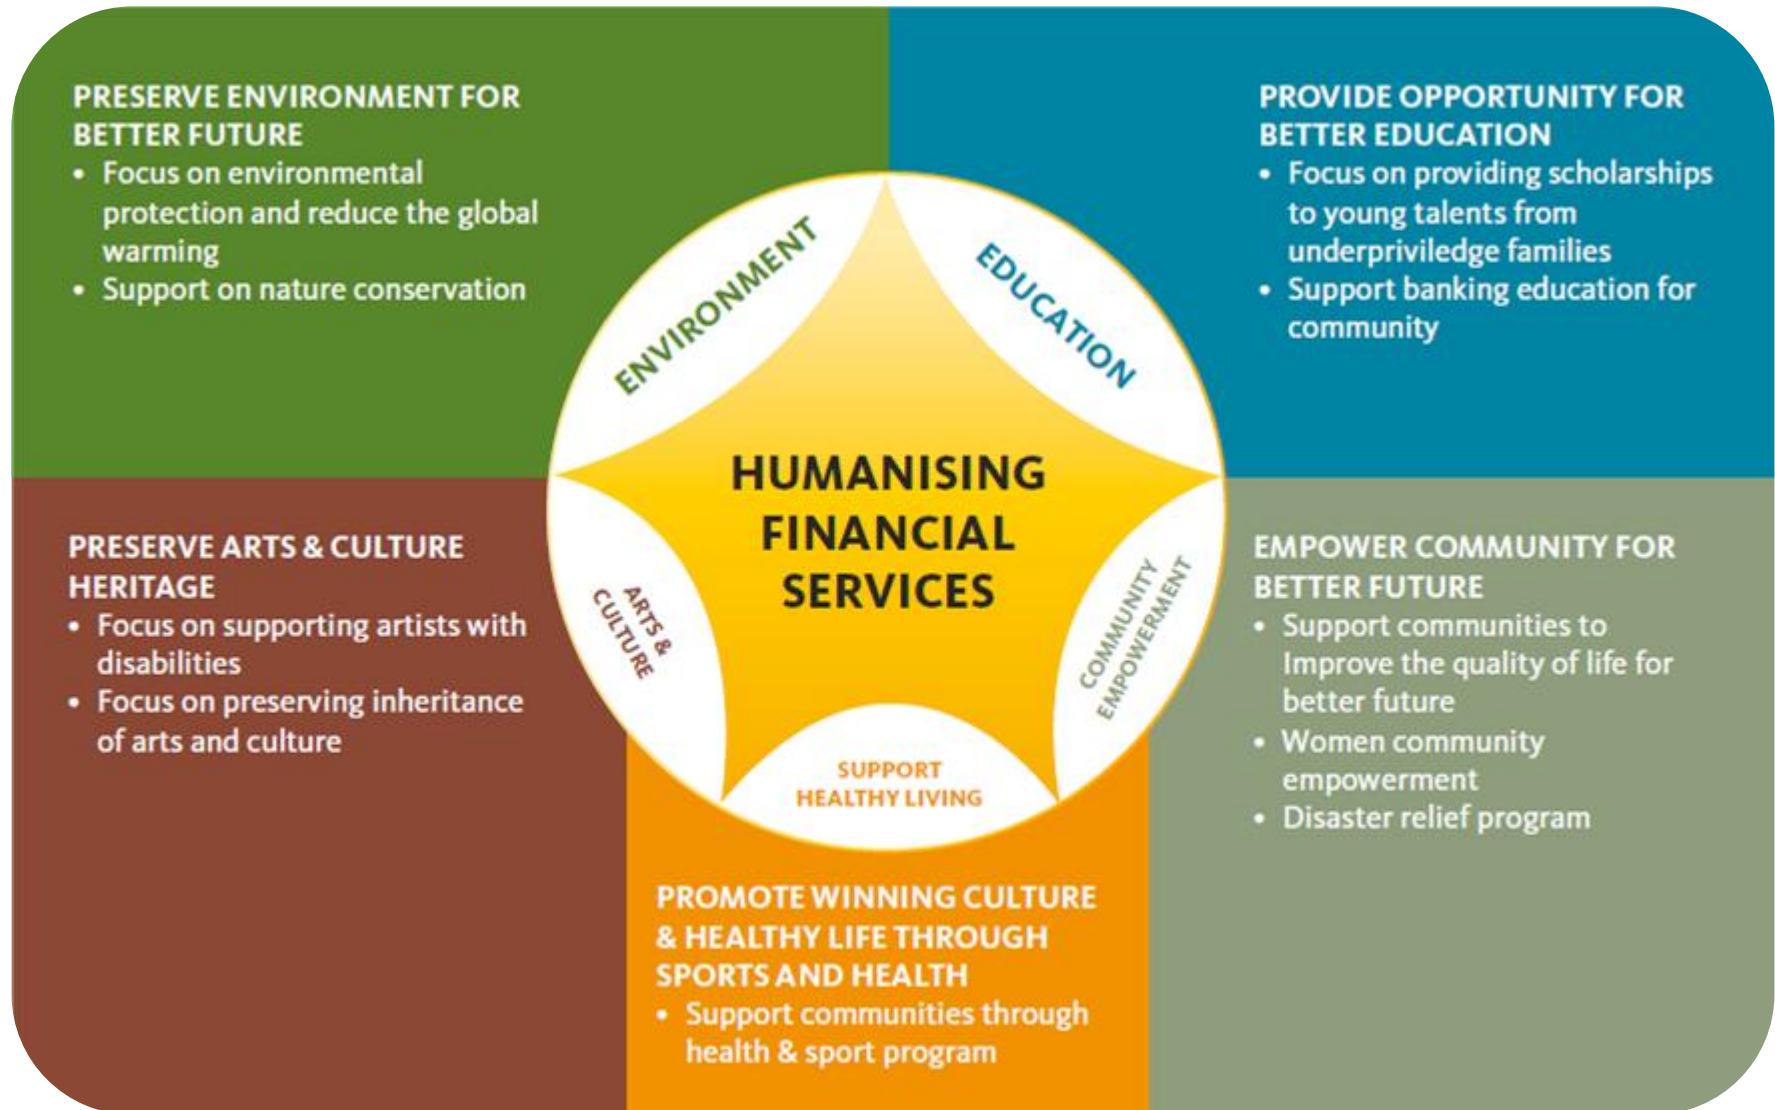 PRESERVE ENVIRONMENT FOR
BETTER FUTURE
• Focus on environmental
protection and reduce the global
warming
• Support on nature conservation
PROVIDE OPPORTUNITY FOR
BETTER EDUCATION
• Focus on providing scholarships
to young talents from
underpriviledge families
• Support banking education for
community
ENVIRONMENT
EDUCATION
HUMANISING
FINANCIAL
SERVICES
ARTS &
CULTURE
COMMUNITY
EMPOWERMENT
SUPPORT
HEALTHY LIVING
PRESERVE ARTS & CULTURE
HERITAGE
• Focus on supporting artists with
disabilities
• Focus on preserving inheritance
of arts and culture
EMPOWER COMMUNITY FOR
BETTER FUTURE
• Support communities to
Improve the quality of life for
better future
• Women community
empowerment
• Disaster relief program
PROMOTE WINNING CULTURE
& HEALTHY LIFE THROUGH
SPORTS AND HEALTH
• Support communities through
health & sport program